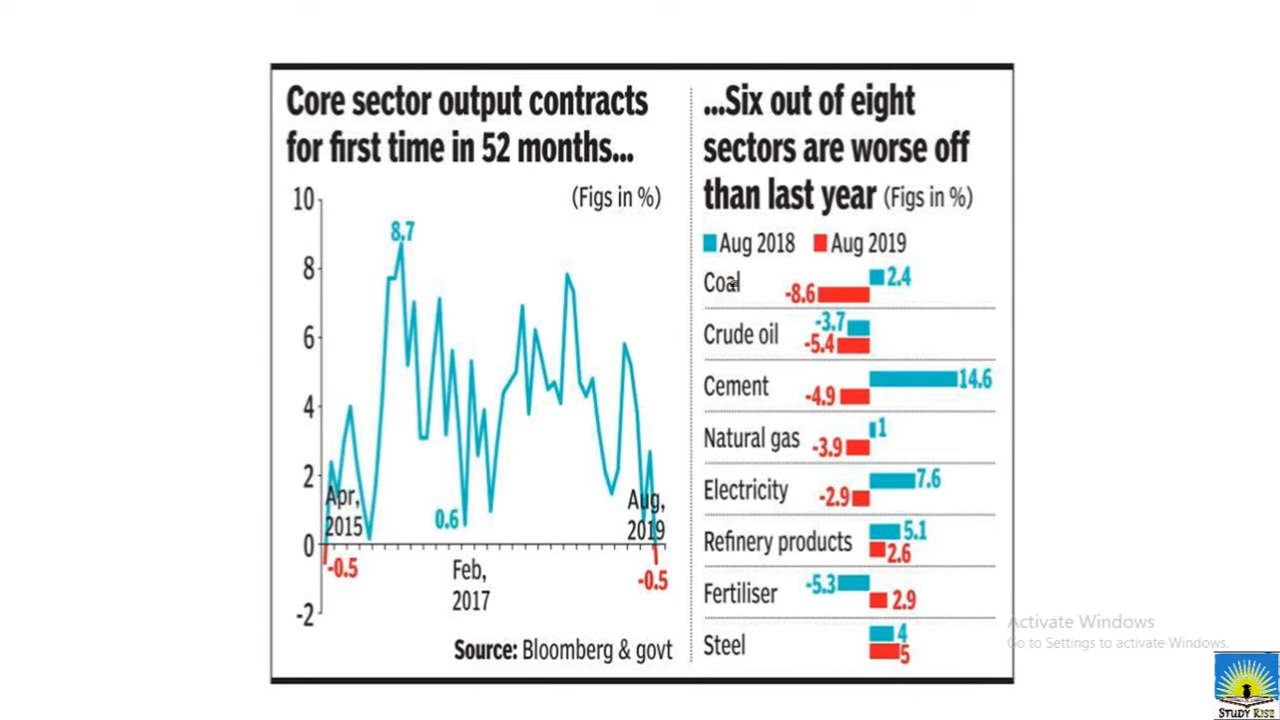 Core sector output contracts
for first time in 52 months...
(Figs in %)
10
8
6
4
2
0
-2
8.7
Apr,
2015
-0.5
0.6
Feb,
2017
Aug,
2019
-0.5
Source: Bloomberg & govt
...Six out of eight
sectors are worse off
than last year (Figs in %)
Aug 2018 Aug 2019
Coal 2.4
-8.6
Crude oil -3.7
-5.4
Cement 14.6
-4.9
Natural gas 1
-3.9
Electricity 7.6
-2.9
Refinery products 5.1
2.6
Fertiliser -5.3
2.9
Steel 4
5
Activate Windows
Go to Settings to activate Windows.
STUDY RISE